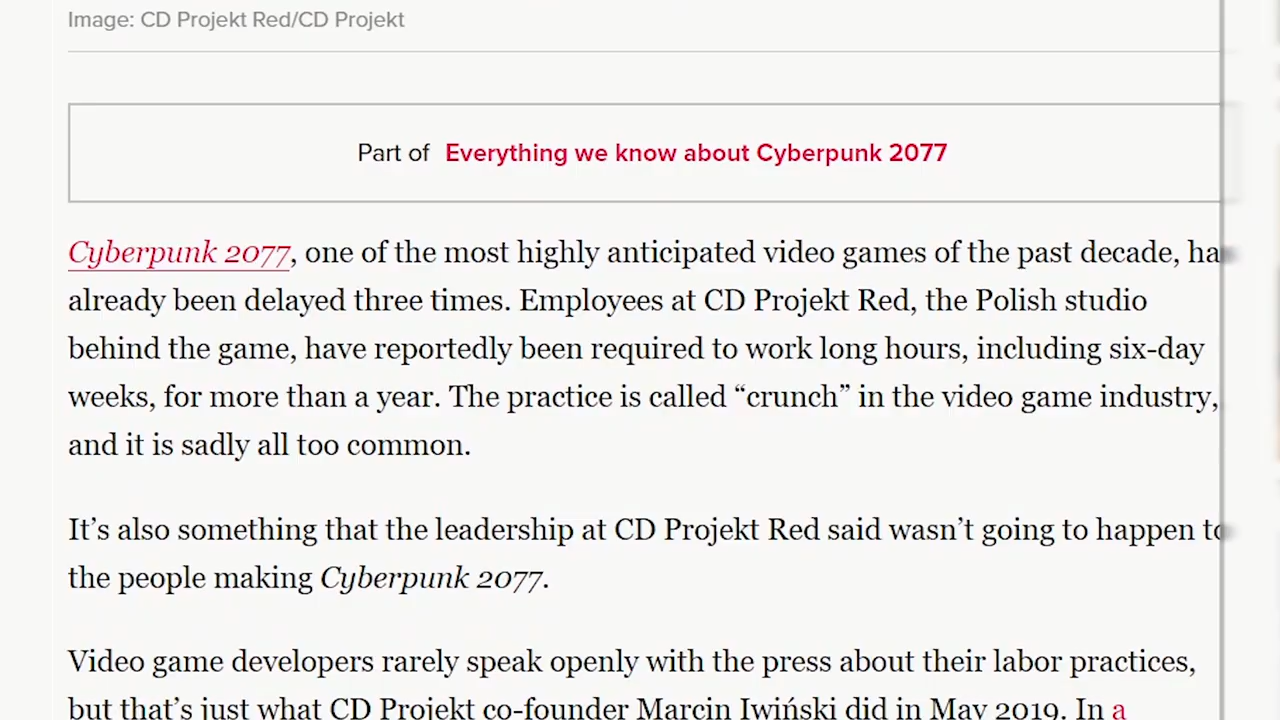 Image: CD Projekt Red/CD Projekt
Part of Everything we know about Cyberpunk 2077
Cyberpunk 2077, one of the most highly anticipated video games of the past decade, ha
already been delayed three times. Employees at CD Projekt Red, the Polish studio
behind the game, have reportedly been required to work long hours, including six-day
weeks, for more than a year. The practice is called “crunch” in the video game industry,
and it is sadly all too common.
It’s also something that the leadership at CD Projekt Red said wasn’t going to happen to
the people making Cyberpunk 2077.
Video game developers rarely speak openly with the press about their labor practices,
but that’s just what CD Projekt co-founder Marcin Iwiński did in May 2019. In a